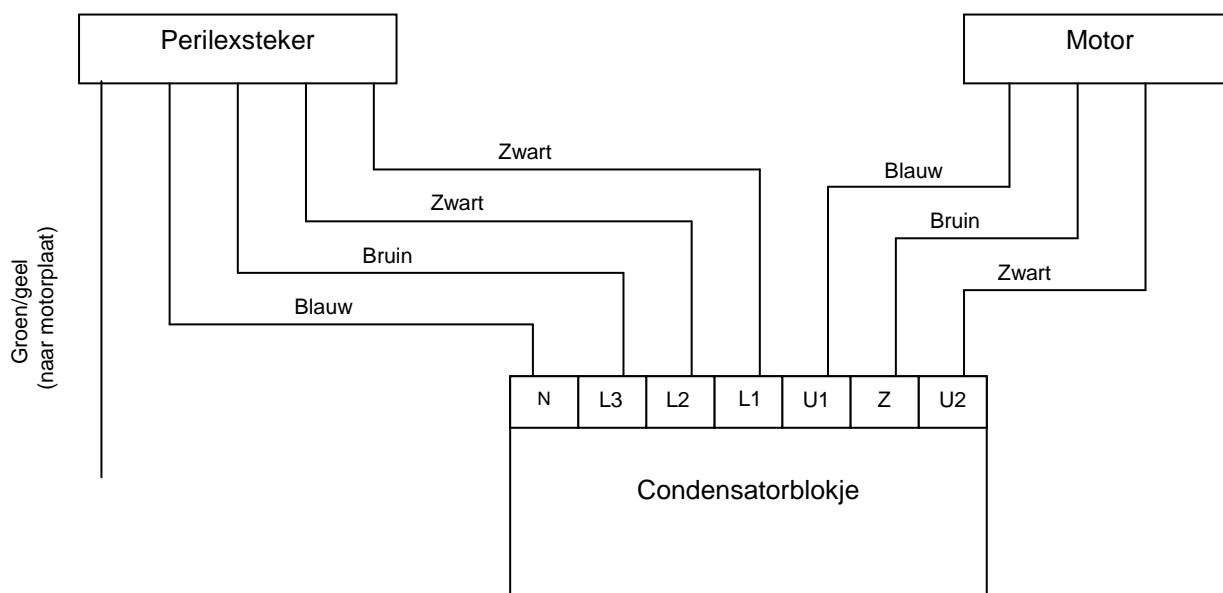 Perilexsteker
Motor
Zwart
Blauw
Zwart
Bruin
Bruin
Zwart
Blauw
Groen/geel
(naar motorplaat)
N
L3
L2
L1
U1
Z
U2
Condensatorblokje